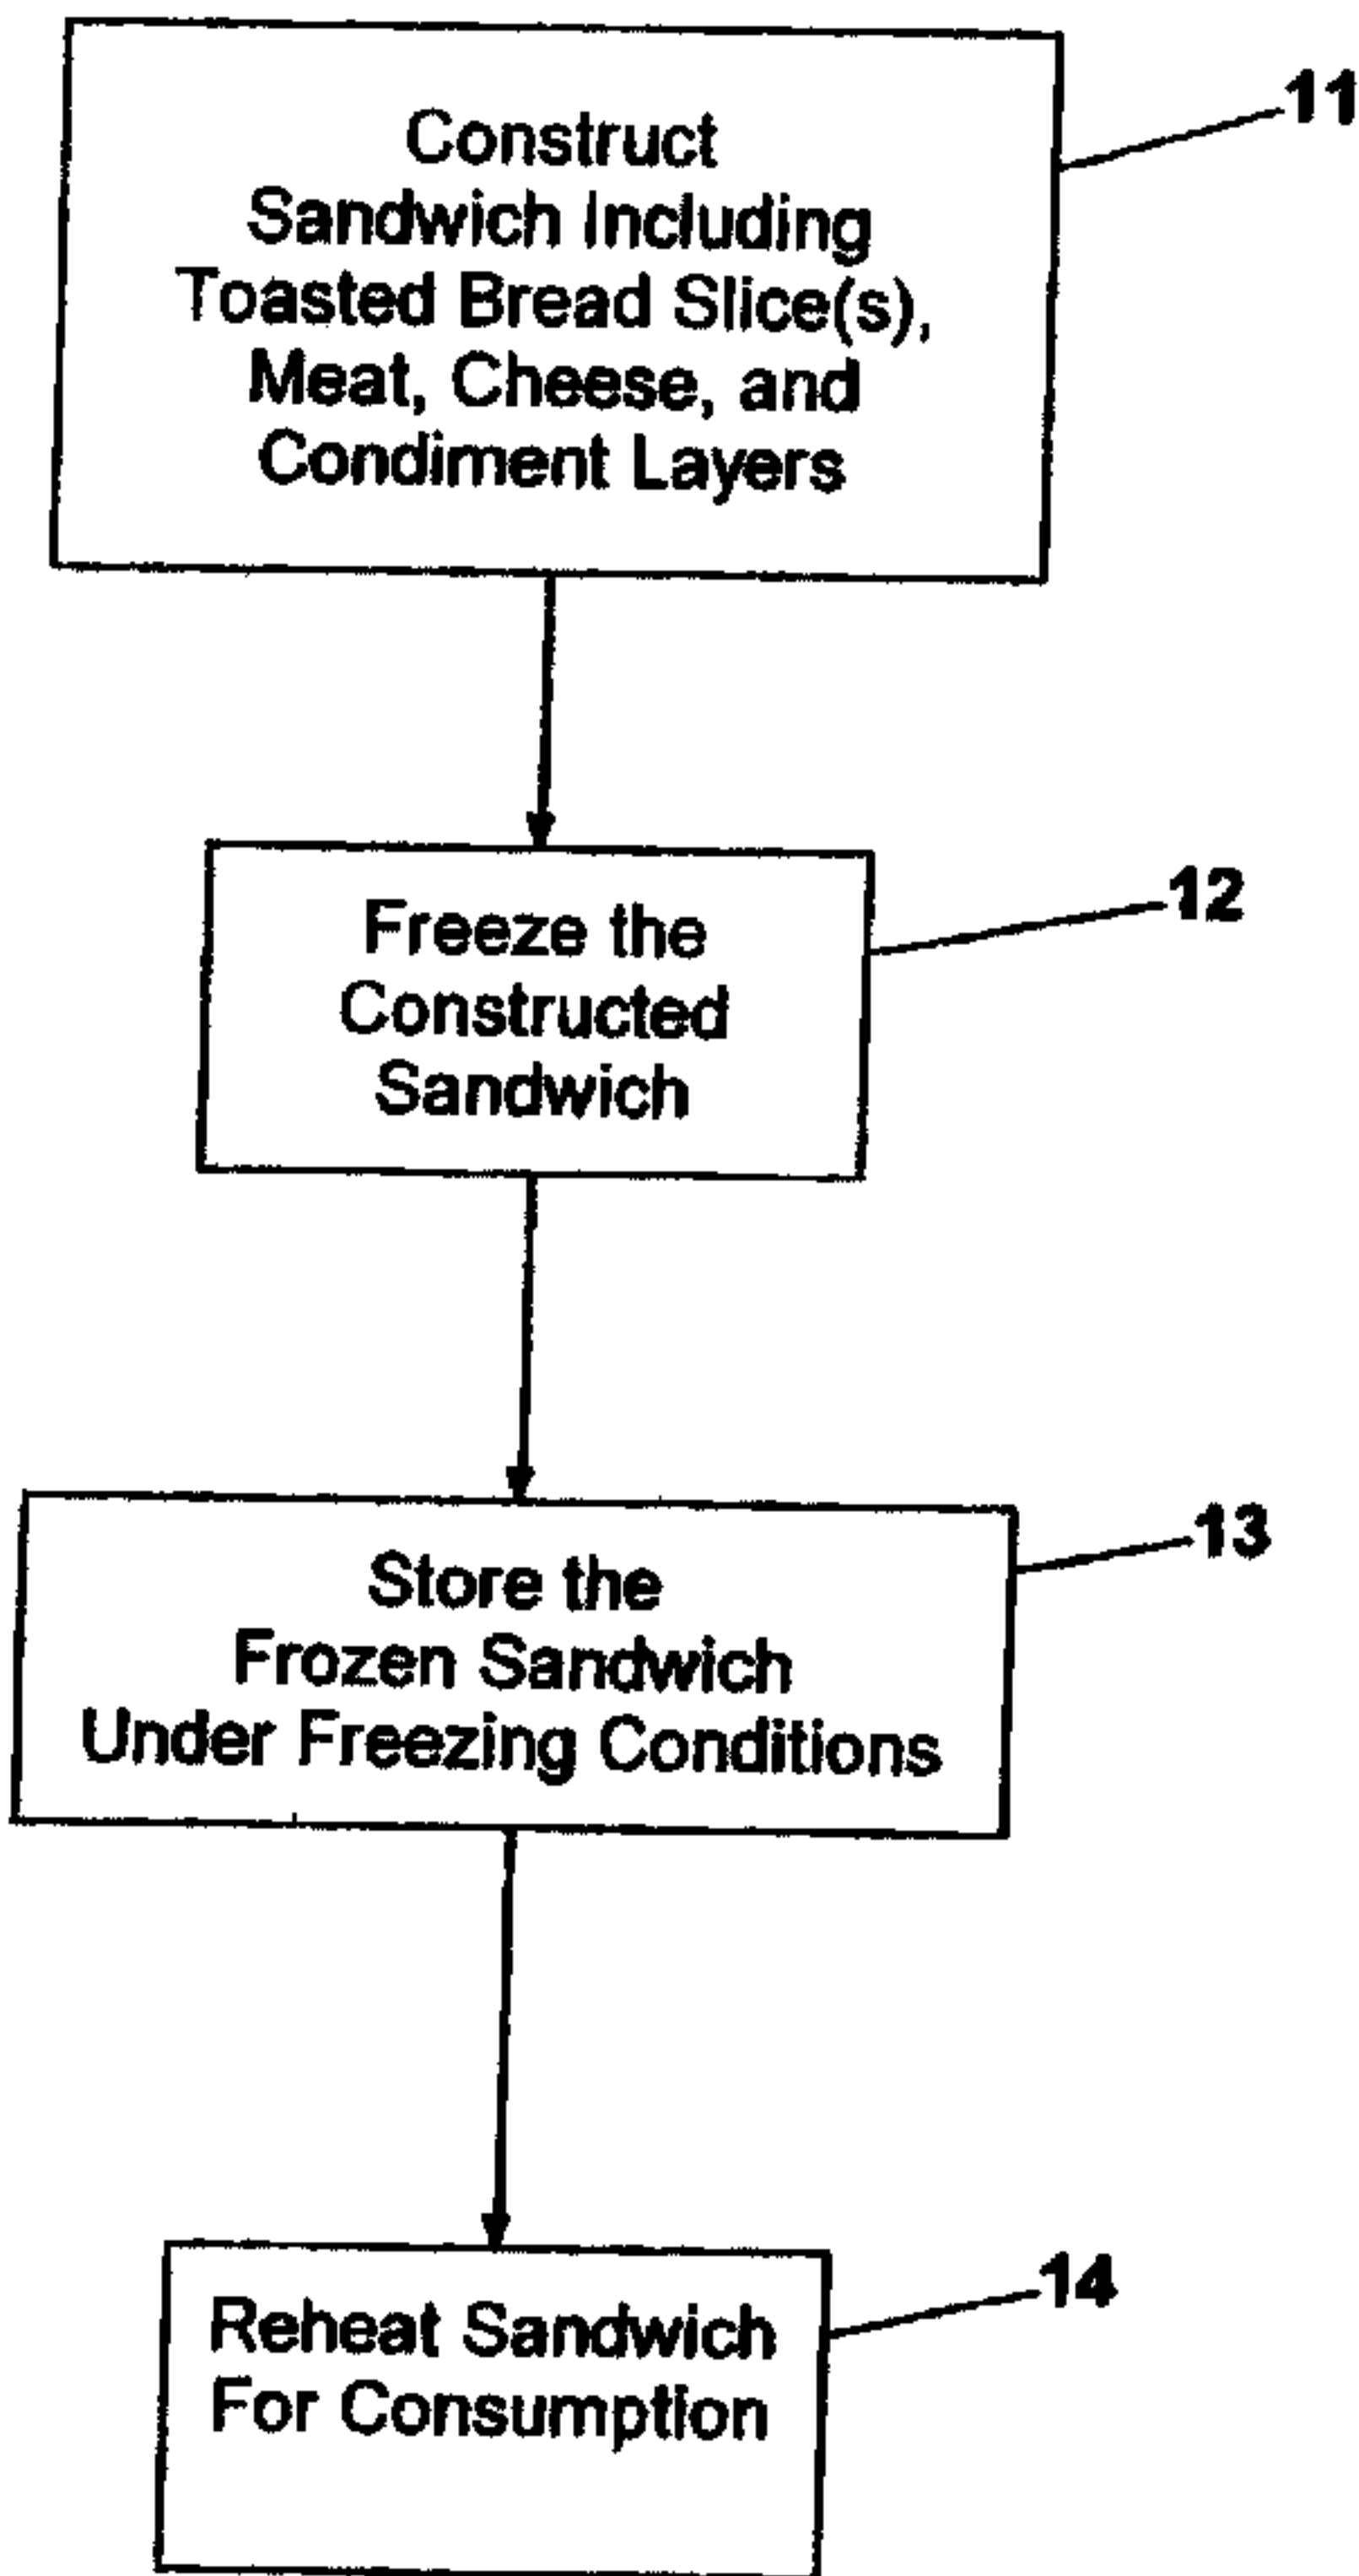 Construct
Sandwich Including
Toasted Bread Slice(s),
Meat, Cheese, and
Condiment Layers
11
Freeze the
Constructed
Sandwich
12
Store the
Frozen Sandwich
Under Freezing Conditions
13
Reheat Sandwich
For Consumption
14